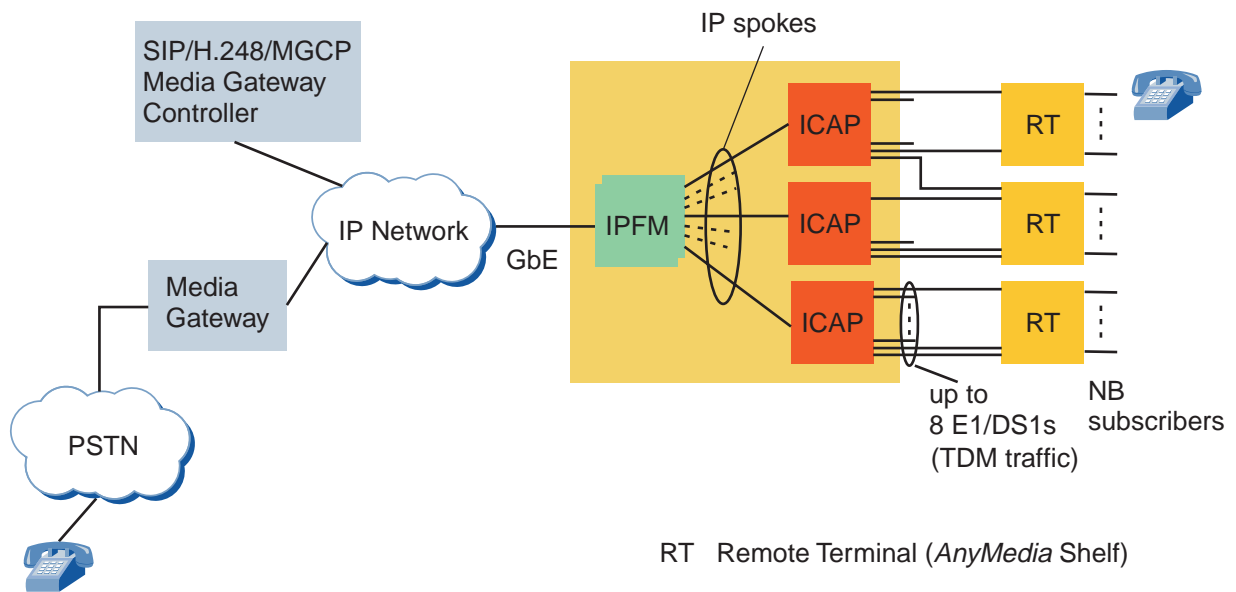 IP spokes
SIP/H.248/MGCP
Media Gateway
Controller
ICAP
RT
IP Network
IPFM
ICAP
RT
GbE
Media
Gateway
ICAP
RT
up to
8 E1/DS1s
(TDM traffic)
NB
subscribers
PSTN
RT Remote Terminal (AnyMedia Shelf)